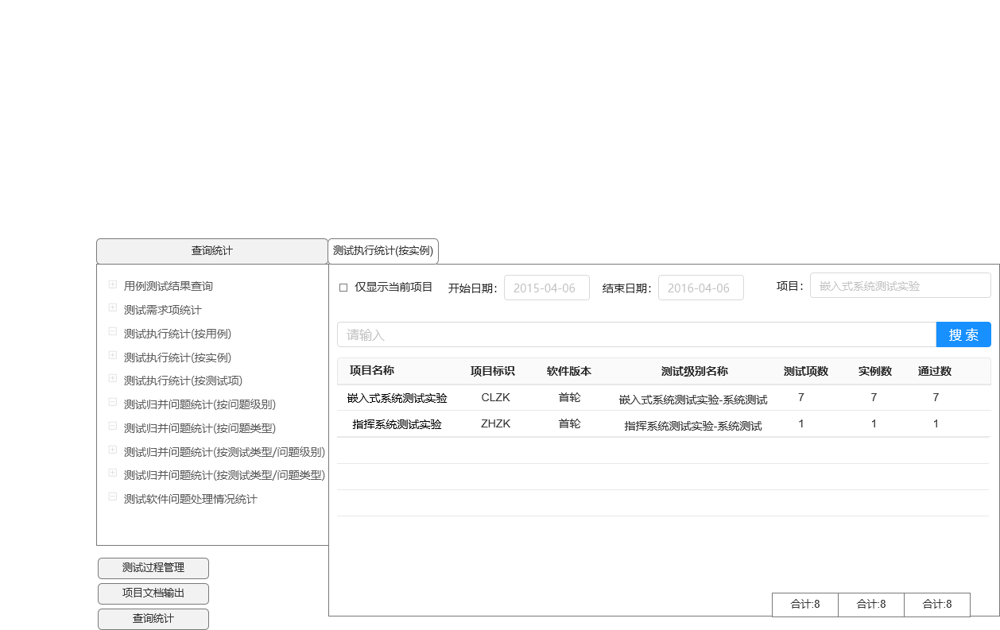 查询统计 测试执行统计(按实例)
用例测试结果查询
测试需求项统计
测试执行统计(按用例)
测试执行统计(按实例)
测试执行统计(按测试项)
测试归并问题统计(按问题级别)
测试归并问题统计(按问题类型)
测试归并问题统计(按测试类型/问题级别)
测试归并问题统计(按测试类型/问题类型)
测试软件问题处理情况统计
测试过程管理
项目文档输出
查询统计
仅显示当前项目 开始日期： 2015-04-06 结束日期： 2016-04-06 项目： 嵌入式系统测试实验
请输入 搜 索
项目名称 项目标识 软件版本 测试级别名称 测试项数 实例数 通过数
嵌入式系统测试实验 CLZK 首轮 嵌入式系统测试实验-系统测试 7 7 7
指挥系统测试实验 ZHZK 首轮 指挥系统测试实验-系统测试 1 1 1
合计:8 合计:8 合计:8